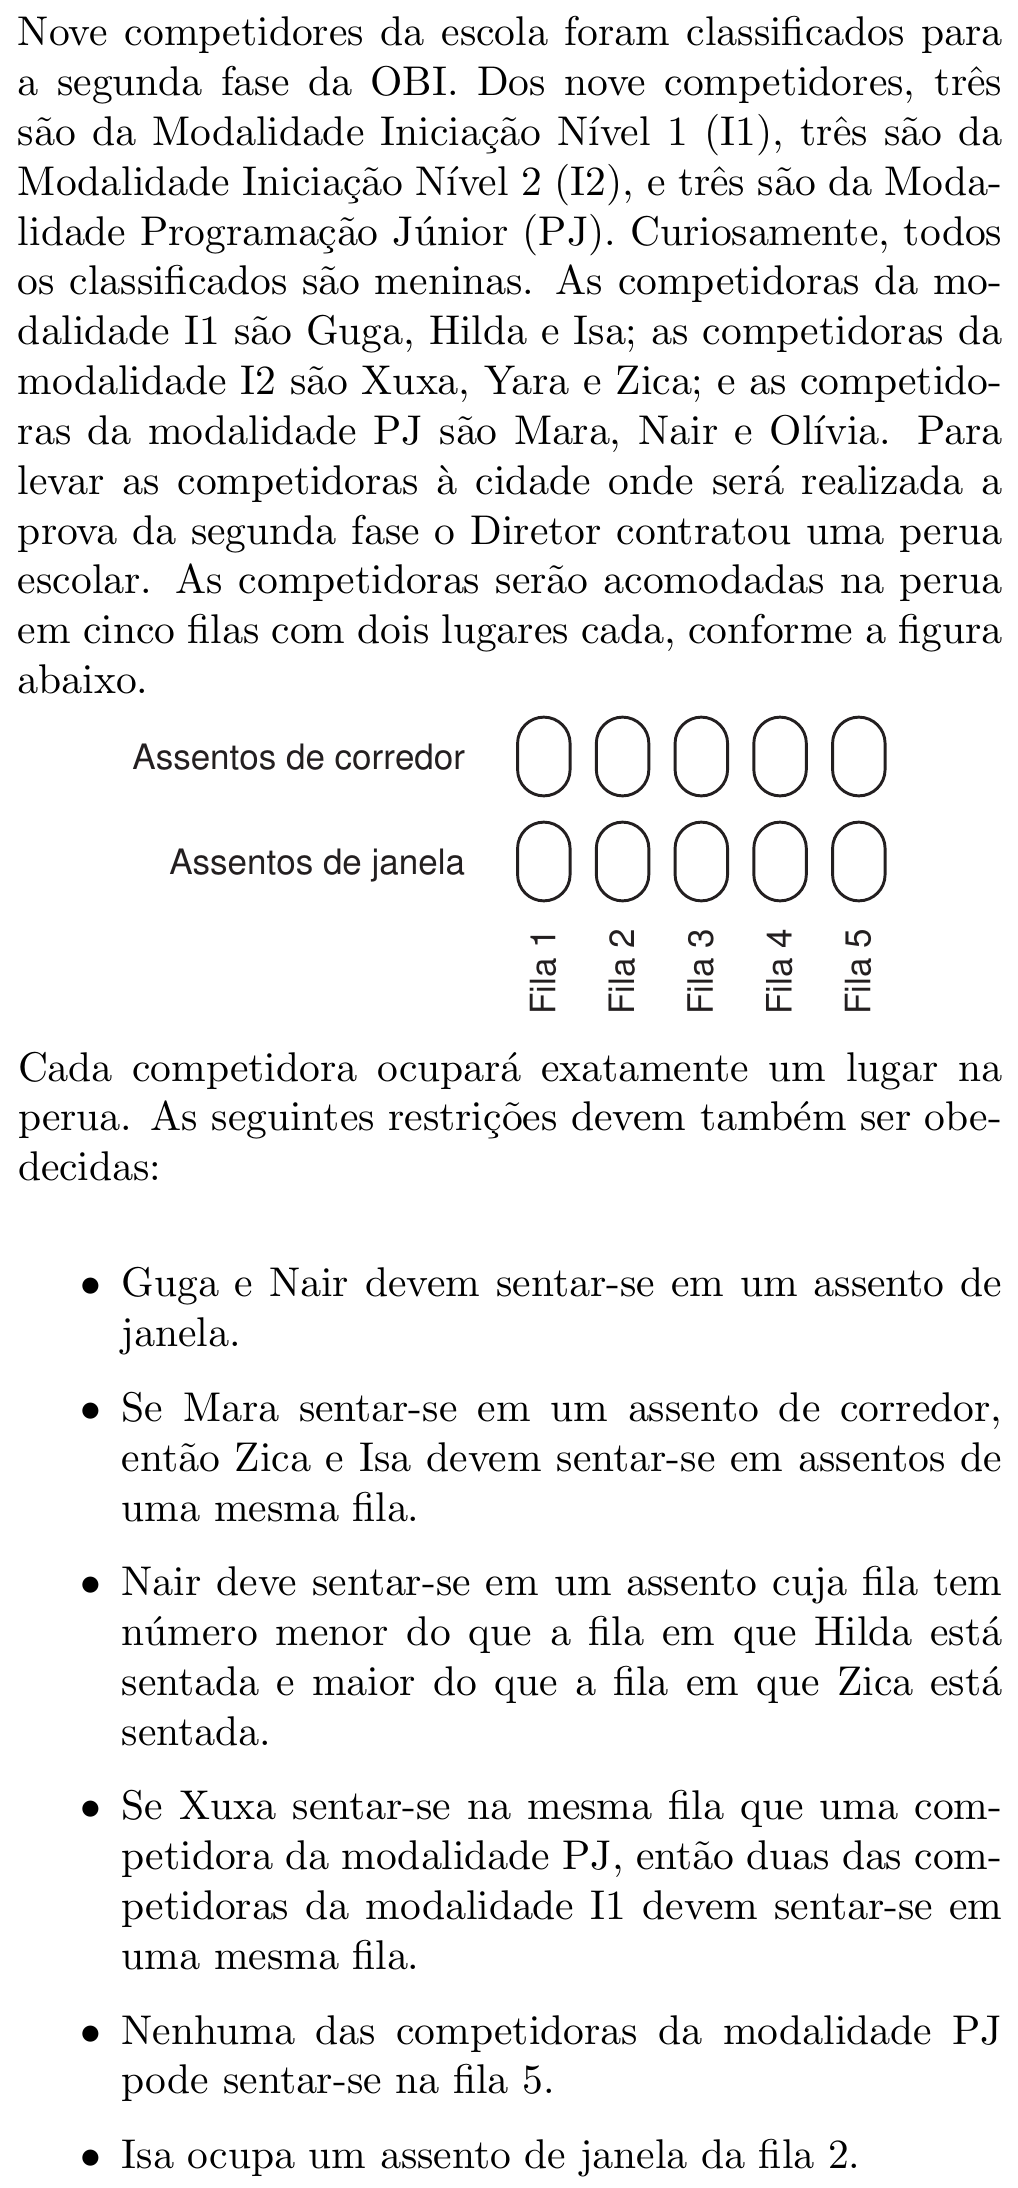 Nove competidores da escola foram classificados para
a segunda fase da OBI. Dos nove competidores, três
são da Modalidade Iniciação Nível 1 (I1), três são da
Modalidade Iniciação Nível 2 (I2), e três são da Moda-
lidade Programação Júnior (PJ). Curiosamente, todos
os classificados são meninas. As competidoras da mo-
dalidade I1 são Guga, Hilda e Isa; as competidoras da
modalidade I2 são Xuxa, Yara e Zica; e as competido-
ras da modalidade PJ são Mara, Nair e Olívia. Para
levar as competidoras à cidade onde será realizada a
prova da segunda fase o Diretor contratou uma perua
escolar. As competidoras serão acomodadas na perua
em cinco filas com dois lugares cada, conforme a figura
abaixo.
Assentos de corredor
Assentos de janela
Fila 1
Fila 2
Fila 3
Fila 4
Fila 5
Cada competidora ocupará exatamente um lugar na
perua. As seguintes restrições devem também ser obe-
decidas:
• Guga e Nair devem sentar-se em um assento de
janela.
• Se Mara sentar-se em um assento de corredor,
então Zica e Isa devem sentar-se em assentos de
uma mesma fila.
• Nair deve sentar-se em um assento cuja fila tem
número menor do que a fila em que Hilda está
sentada e maior do que a fila em que Zica está
sentada.
• Se Xuxa sentar-se na mesma fila que uma com-
petidora da modalidade PJ, então duas das com-
petidoras da modalidade I1 devem sentar-se em
uma mesma fila.
• Nenhuma das competidoras da modalidade PJ
pode sentar-se na fila 5.
• Isa ocupa um assento de janela da fila 2.